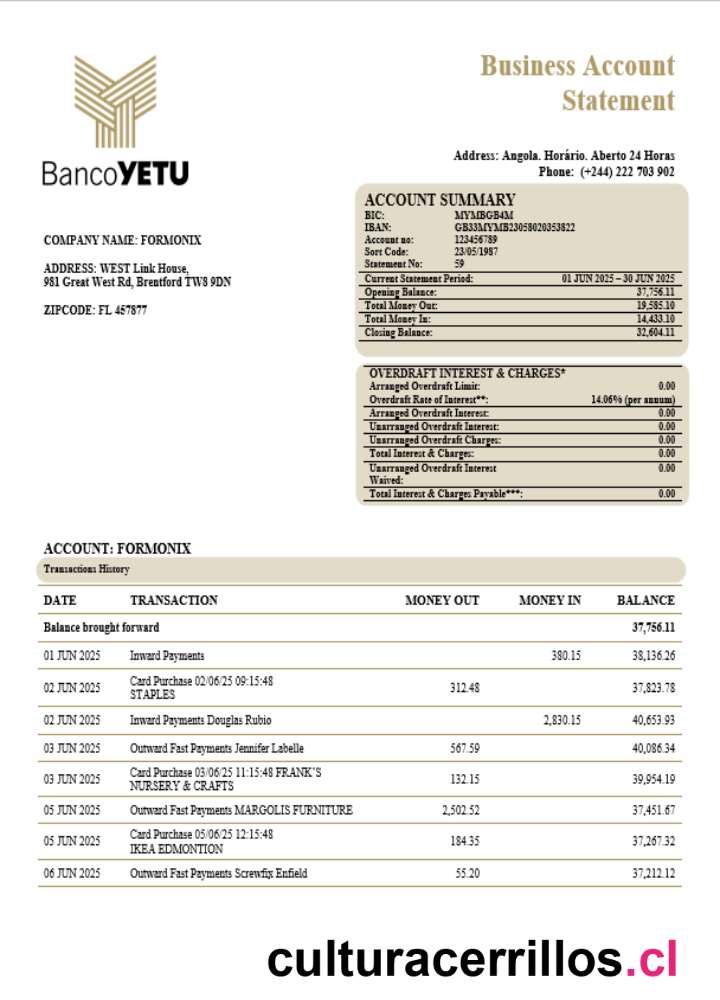 Business Account
Statement
BancoYETU
Address: Angola. Horário. Aberto 24 Horas
Phone: (+244) 222 703 902
COMPANY NAME: FORMONIX
ADDRESS: WEST Link House,
981 Great West Rd, Brentford TW8 9DN
ZIPCODE: FL 457877
ACCOUNT SUMMARY
BIC: MYMBGB4M
IBAN: GB33MYMB23058020353822
Account no: 123456789
Sort Code: 23/05/1987
Statement No: 59
Current Statement Period: 01 JUN 2025 – 30 JUN 2025
Opening Balance: 37,756.11
Total Money Out: 19,585.10
Total Money In: 14,433.10
Closing Balance: 32,604.11
OVERDRAFT INTEREST & CHARGES*
Arranged Overdraft Limit: 0.00
Overdraft Rate of Interest**: 14.06% (per annum)
Arranged Overdraft Interest: 0.00
Unarranged Overdraft Interest: 0.00
Unarranged Overdraft Charges: 0.00
Total Interest & Charges: 0.00
Unarranged Overdraft Interest 0.00
Waived:
Total Interest & Charges Payable***: 0.00
ACCOUNT: FORMONIX
Transactions History
DATE TRANSACTION MONEY OUT MONEY IN BALANCE
Balance brought forward 37,756.11
01 JUN 2025 Inward Payments 380.15 38,136.26
02 JUN 2025 Card Purchase 02/06/25 09:15:48 312.48 37,823.78
STAPLES
02 JUN 2025 Inward Payments Douglas Rubio 2,830.15 40,653.93
03 JUN 2025 Outward Fast Payments Jennifer Labelle 567.59 40,086.34
03 JUN 2025 Card Purchase 03/06/25 11:15:48 FRANK'S 132.15 39,954.19
NURSERY & CRAFTS
05 JUN 2025 Outward Fast Payments MARGOLIS FURNITURE 2,502.52 37,451.67
05 JUN 2025 Card Purchase 05/06/25 12:15:48 184.35 37,267.32
IKEA EDMONTION
06 JUN 2025 Outward Fast Payments Screwfix Enfield 55.20 37,212.12
culturacerrillos.cl